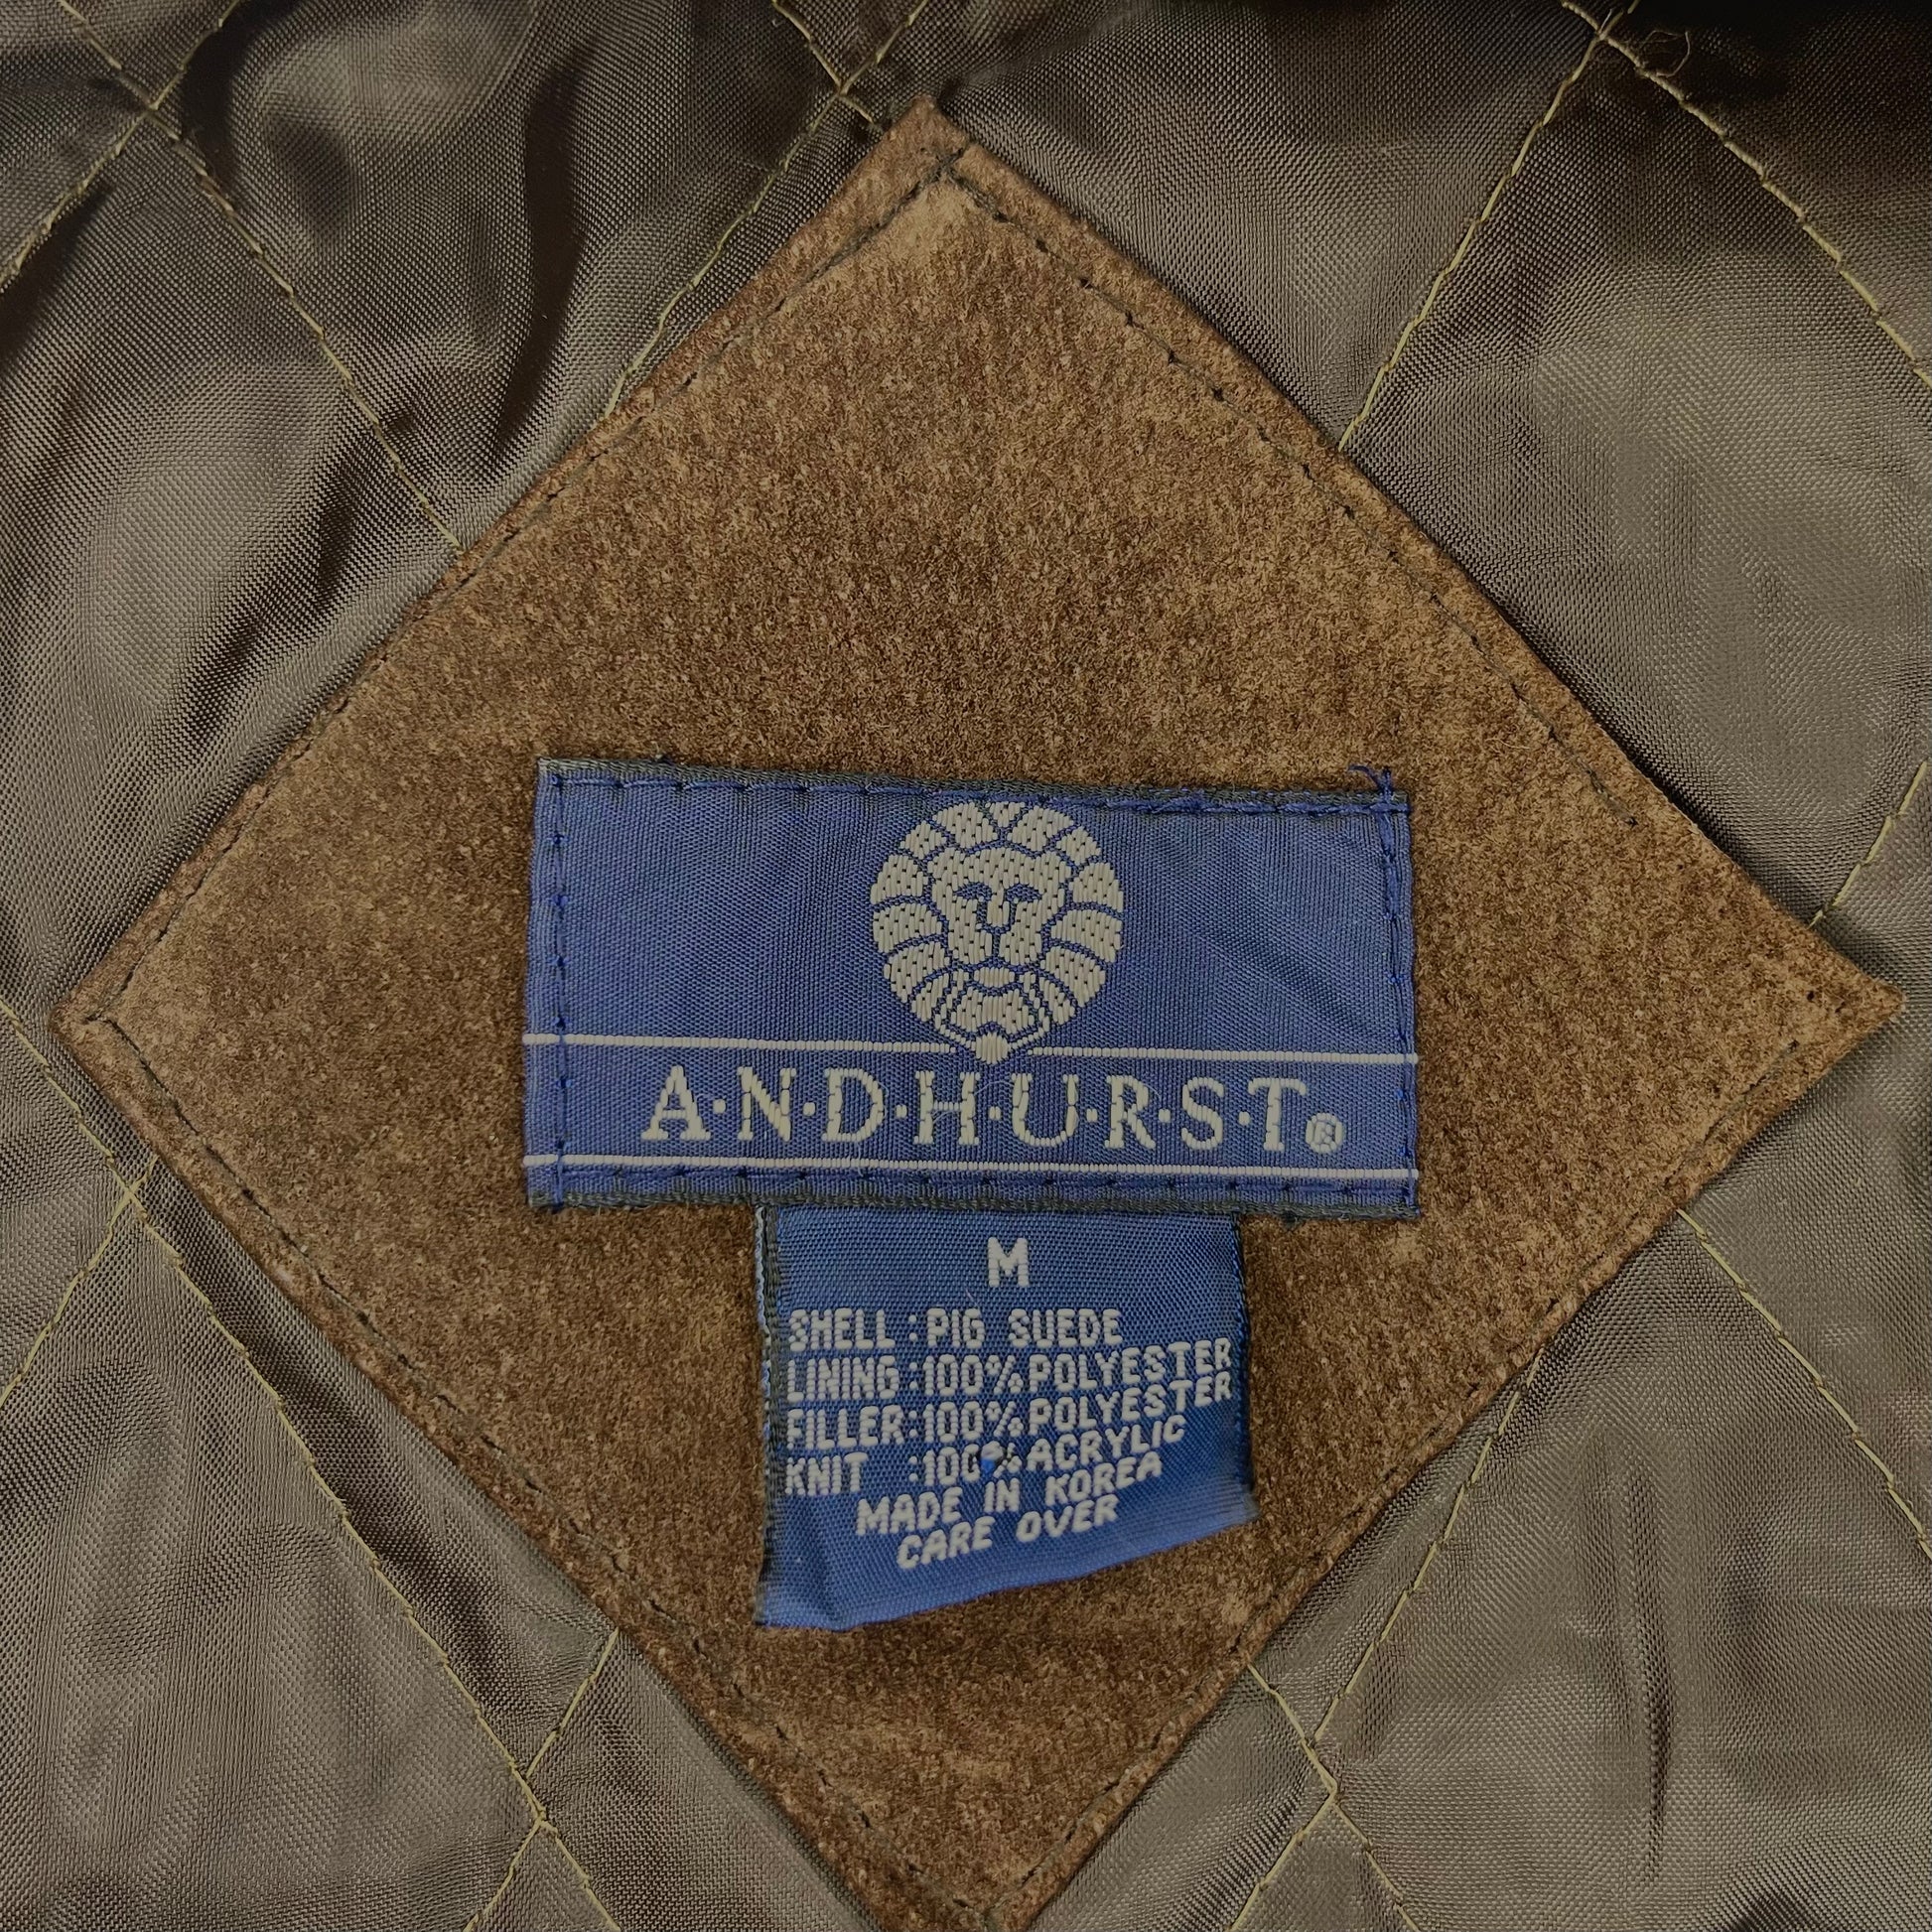 A·N·D·H·U·R·S·T®
M
SHELL : PIG SUEDE
LINING : 100% POLYESTER
FILLER : 100% POLYESTER
KNIT : 100% ACRYLIC
MADE IN KOREA
CARE OVER